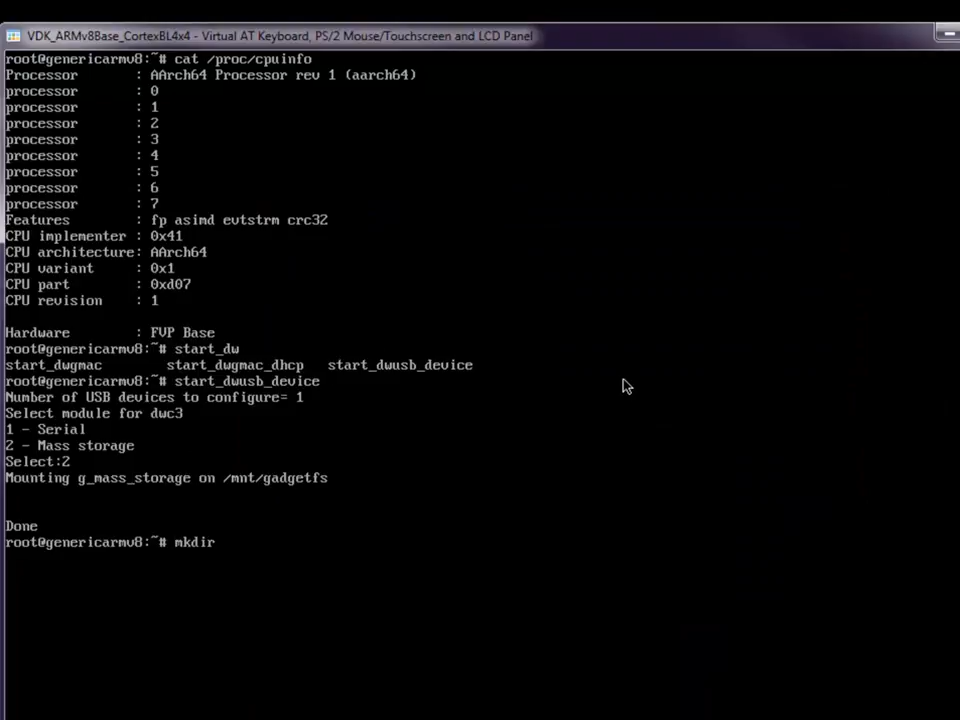 VDK_ARMv8Base_CortexBL4x4 - Virtual AT Keyboard, PS/2 Mouse/Touchscreen and LCD Panel
root@genericarmv8:~# cat /proc/cpuinfo
Processor       : AArch64 Processor rev 1 (aarch64)
processor       : 0
processor       : 1
processor       : 2
processor       : 3
processor       : 4
processor       : 5
processor       : 6
processor       : 7
Features        : fp asimd evtstrm crc32
CPU implementer : 0x41
CPU architecture: AArch64
CPU variant     : 0x1
CPU part        : 0xd07
CPU revision    : 1
Hardware        : FVP Base
root@genericarmv8:~# start_dw
start_dwgmac        start_dwgmac_dhcp   start_dwusb_device
root@genericarmv8:~# start_dwusb_device
Number of USB devices to configure= 1
Select module for dwc3
1 - Serial
2 - Mass storage
Select:2
Mounting g_mass_storage on /mnt/gadgetfs
Done
root@genericarmv8:~# mkdir